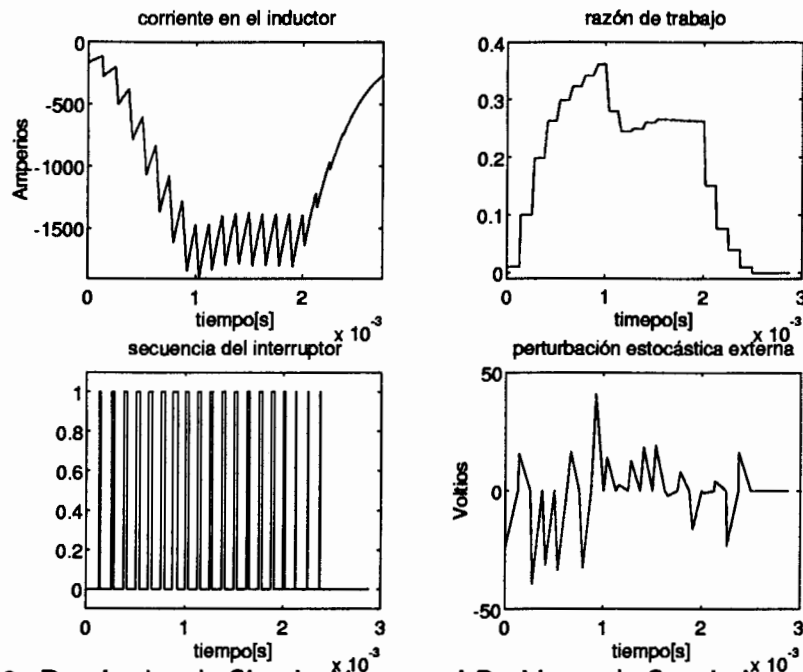 corriente en el inductor
0
-500
-1000
-1500
Amperios
0
1
2
tiempo[s]
x 10-3
razón de trabajo
0.4
0.3
0.2
0.1
0
0
1
2
3
timepo[s]
x 10-3
secuencia del interruptor
1
0.8
0.6
0.4
0.2
0
0
1
2
3
tiempo[s]
x 10-3
perturbación estocástica externa
50
0
-50
Voltios
0
1
2
3
tiempo[s]
x 10-3